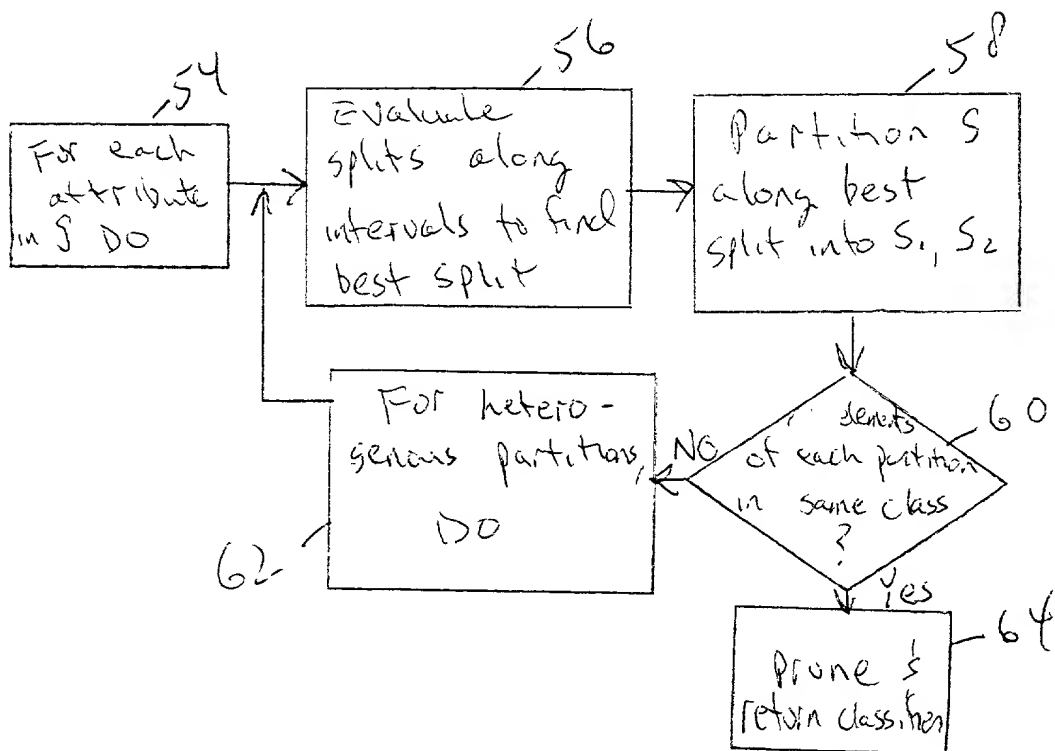 54
For each
attribute
in S DO
56
Evaluate
splits along
intervals to find
best split
58
Partition S
along best
split into S1, S2
60
elements
of each partition
in same class
?
NO
For hetero-
genous partitions,
DO
62
Yes
64
Prune &
return classifier